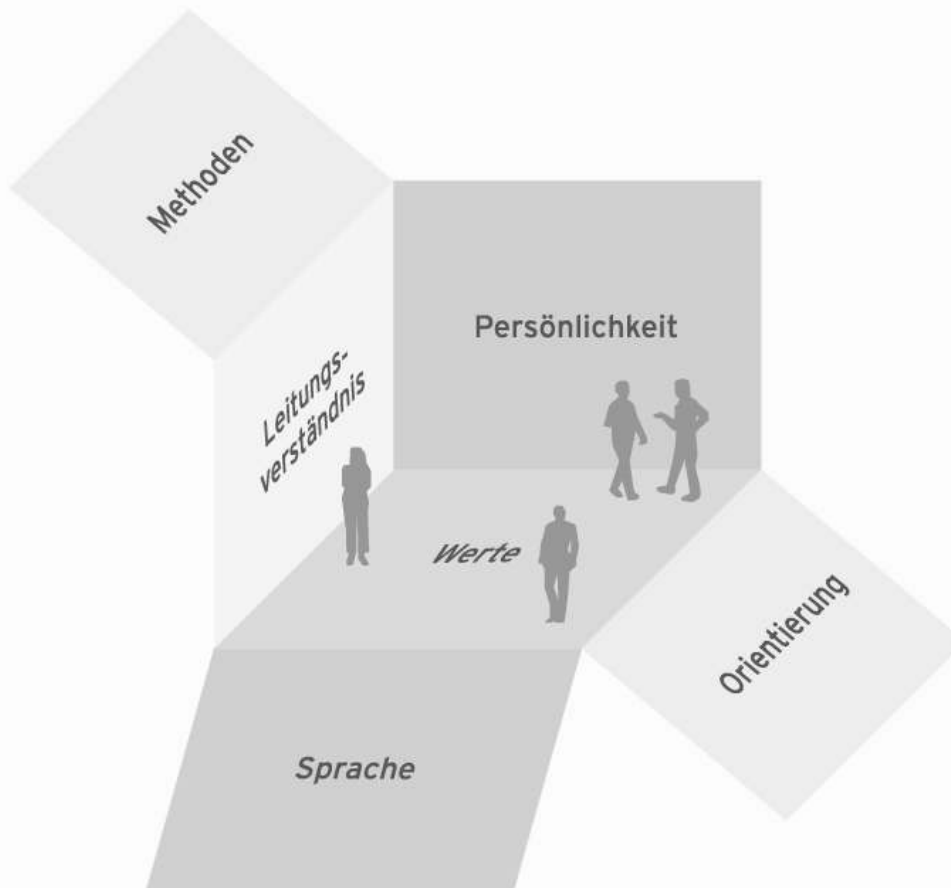 Methoden
Persönlichkeit
Leitungs-
verständnis
Werte
Orientierung
Sprache